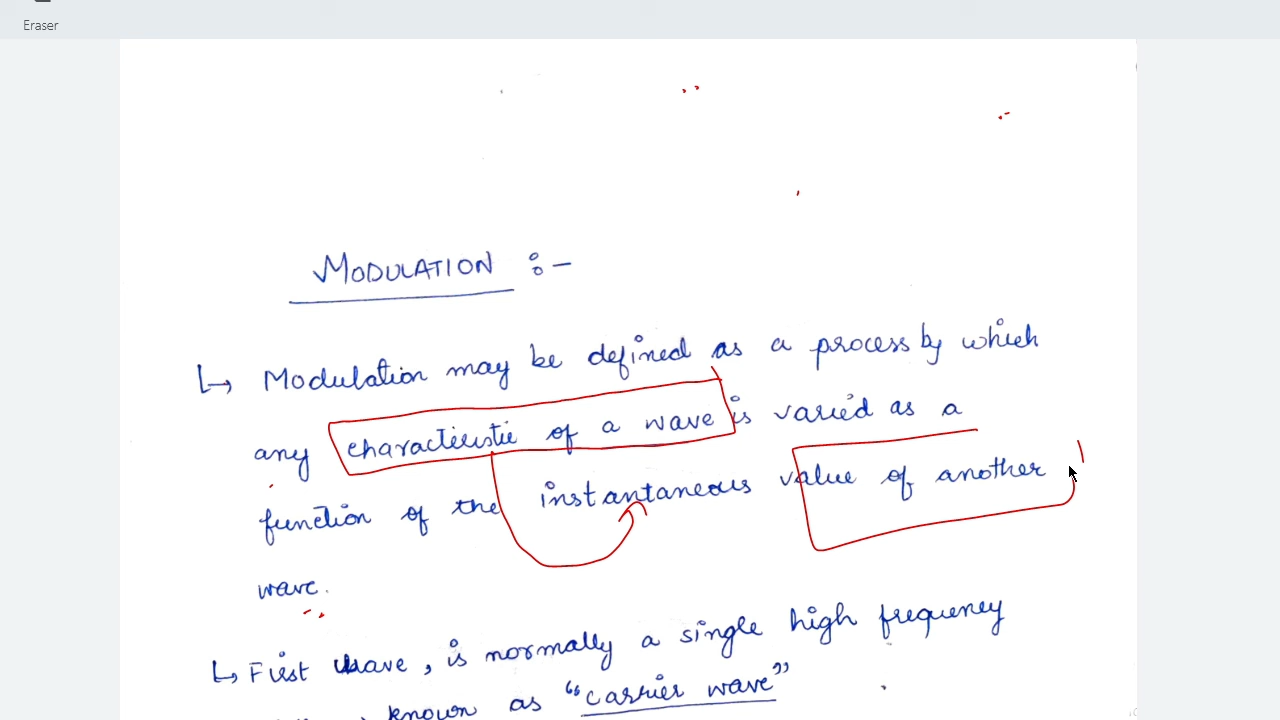 Eraser
MODULATION :-
↳ Modulation may be defined as a process by which
any characteristic of a wave is varied as a
function of the instantaneous value of another
wave.
↳ First wave, is normally a single high frequency
known as "carrier wave"